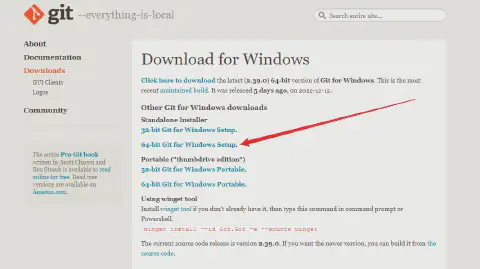 git --everything-is-local
Search entire site...
About
Documentation
Downloads
GUI Clients
Logos
Community
The entire Pro Git book
written by Scott Chacon and
Ben Straub is available to read
online for free. Dead tree
versions are available on
Amazon.com.
Download for Windows
Click here to download the latest (2.39.0) 64-bit version of Git for Windows. This is the most
recent maintained build. It was released 5 days ago, on 2022-12-12.
Other Git for Windows downloads
Standalone Installer
32-bit Git for Windows Setup.
64-bit Git for Windows Setup.
Portable ("thumbdrive edition")
32-bit Git for Windows Portable.
64-bit Git for Windows Portable.
Using winget tool
Install winget tool if you don't already have it, then type this command in command prompt or
Powershell.
winget install --id Git.Git -e --source winget
The current source code release is version 2.39.0. If you want the newer version, you can build it from the
source code.